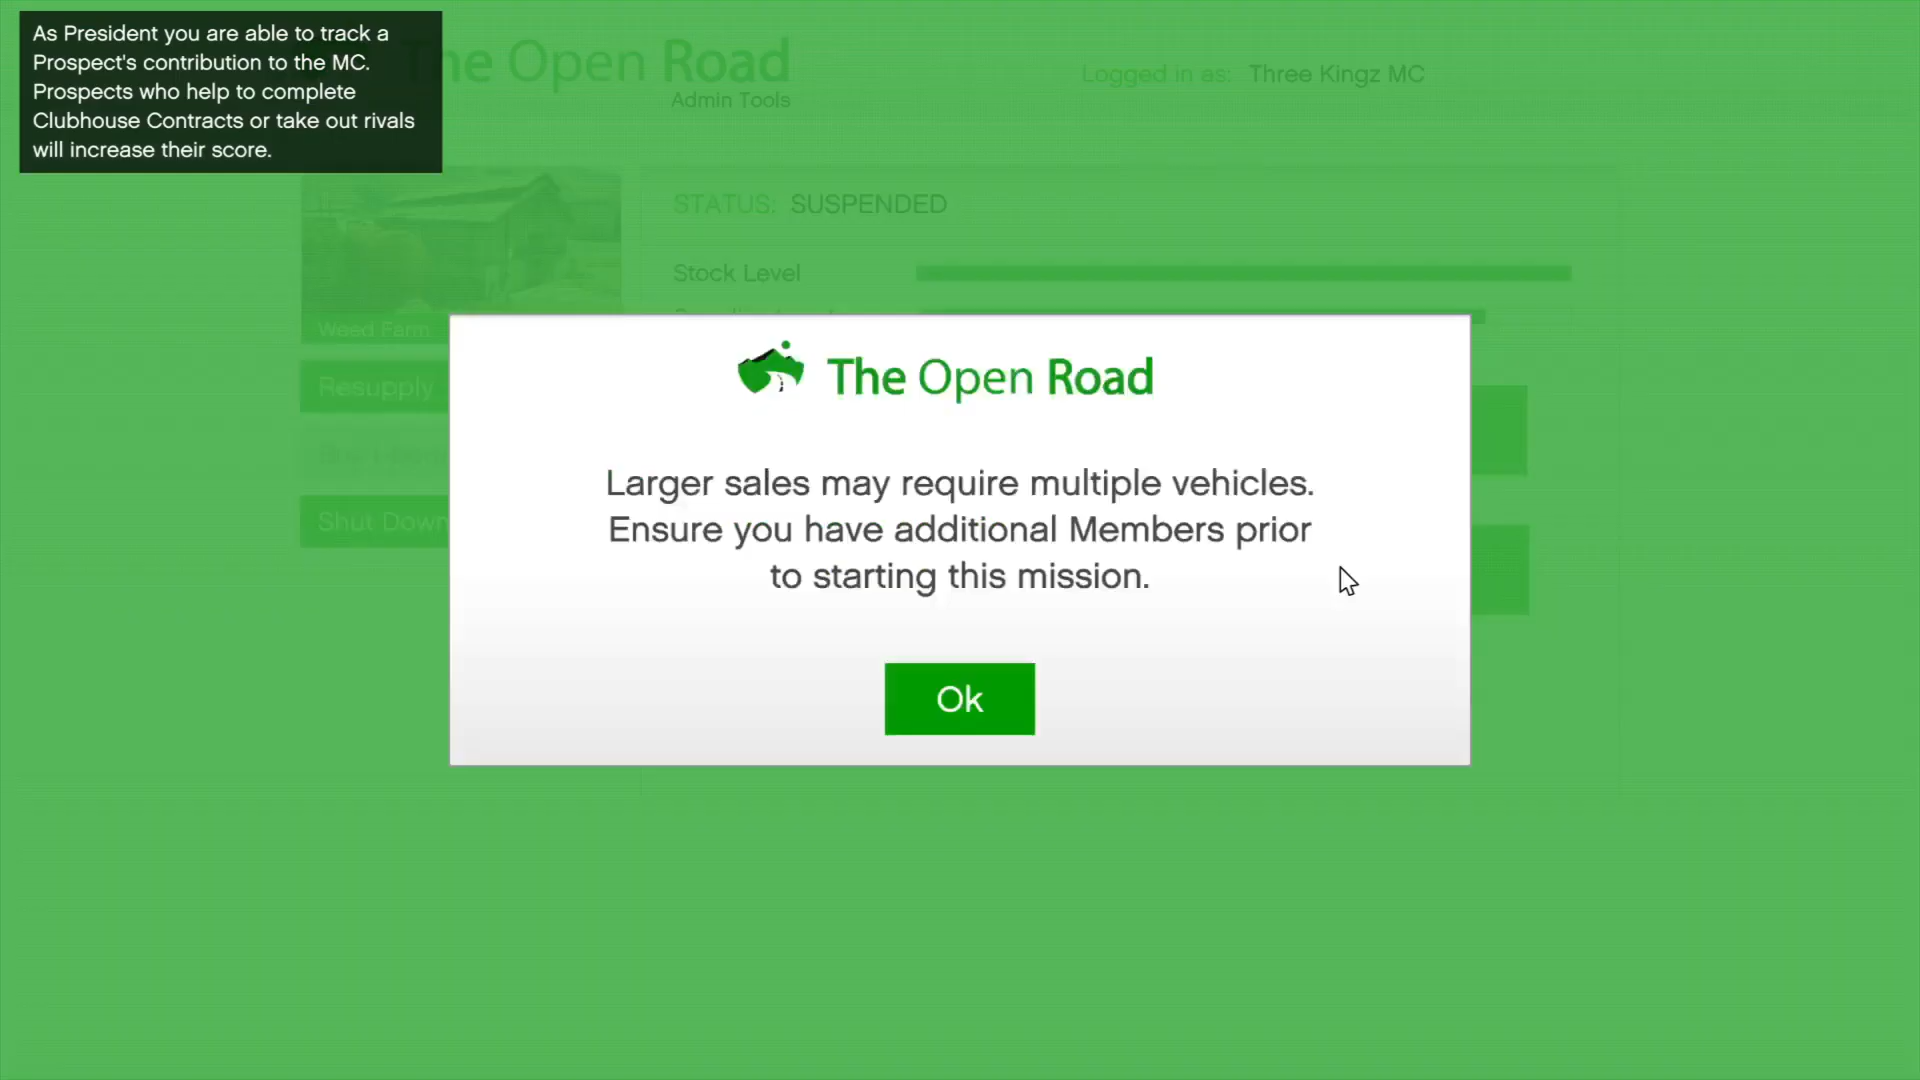 As President you are able to track a
Prospect's contribution to the MC.
Prospects who help to complete
Clubhouse Contracts or take out rivals
will increase their score.
The Open Road
Admin Tools
Logged in as: Three Kingz MC
STATUS: SUSPENDED
Stock Level
Weed Farm
Resupply
Shut Down
The Open Road
Larger sales may require multiple vehicles.
Ensure you have additional Members prior
to starting this mission.
Ok